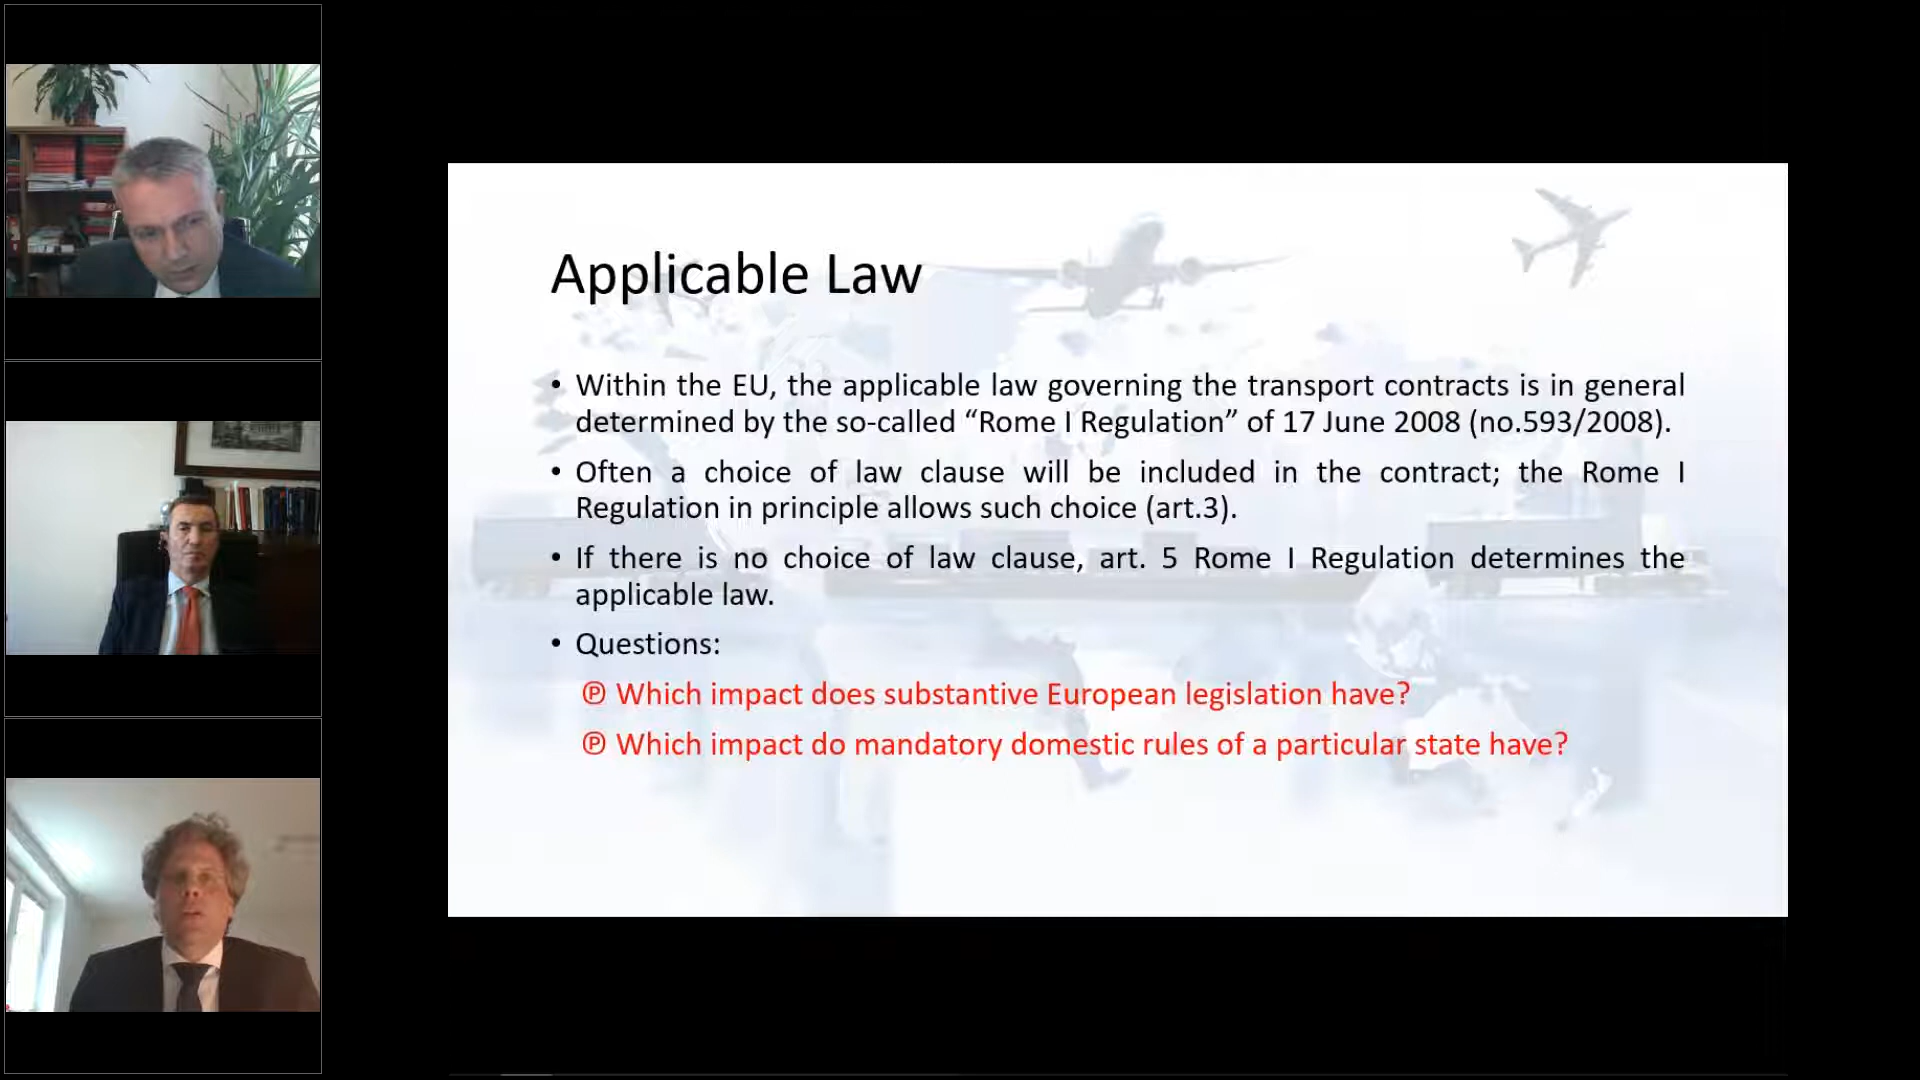 Applicable Law
• Within the EU, the applicable law governing the transport contracts is in general
determined by the so-called “Rome I Regulation” of 17 June 2008 (no.593/2008).
• Often a choice of law clause will be included in the contract; the Rome I
Regulation in principle allows such choice (art.3).
• If there is no choice of law clause, art. 5 Rome I Regulation determines the
applicable law.
• Questions:
℗ Which impact does substantive European legislation have?
℗ Which impact do mandatory domestic rules of a particular state have?